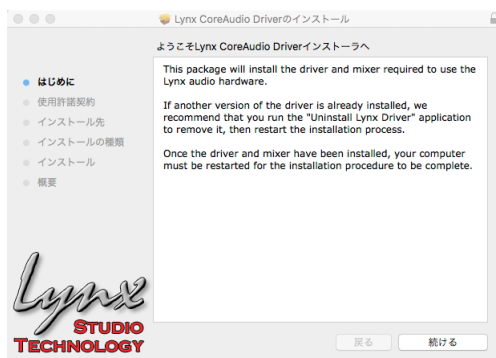 Lynx CoreAudio Driverのインストール
ようこそLynx CoreAudio Driverインストーラへ
はじめに
使用許諾契約
インストール先
インストールの種類
インストール
概要
This package will install the driver and mixer required to use the
Lynx audio hardware.
If another version of the driver is already installed, we
recommend that you run the "Uninstall Lynx Driver" application
to remove it, then restart the installation process.
Once the driver and mixer have been installed, your computer
must be restarted for the installation procedure to be complete.
Lynx
STUDIO
TECHNOLOGY
戻る
続ける